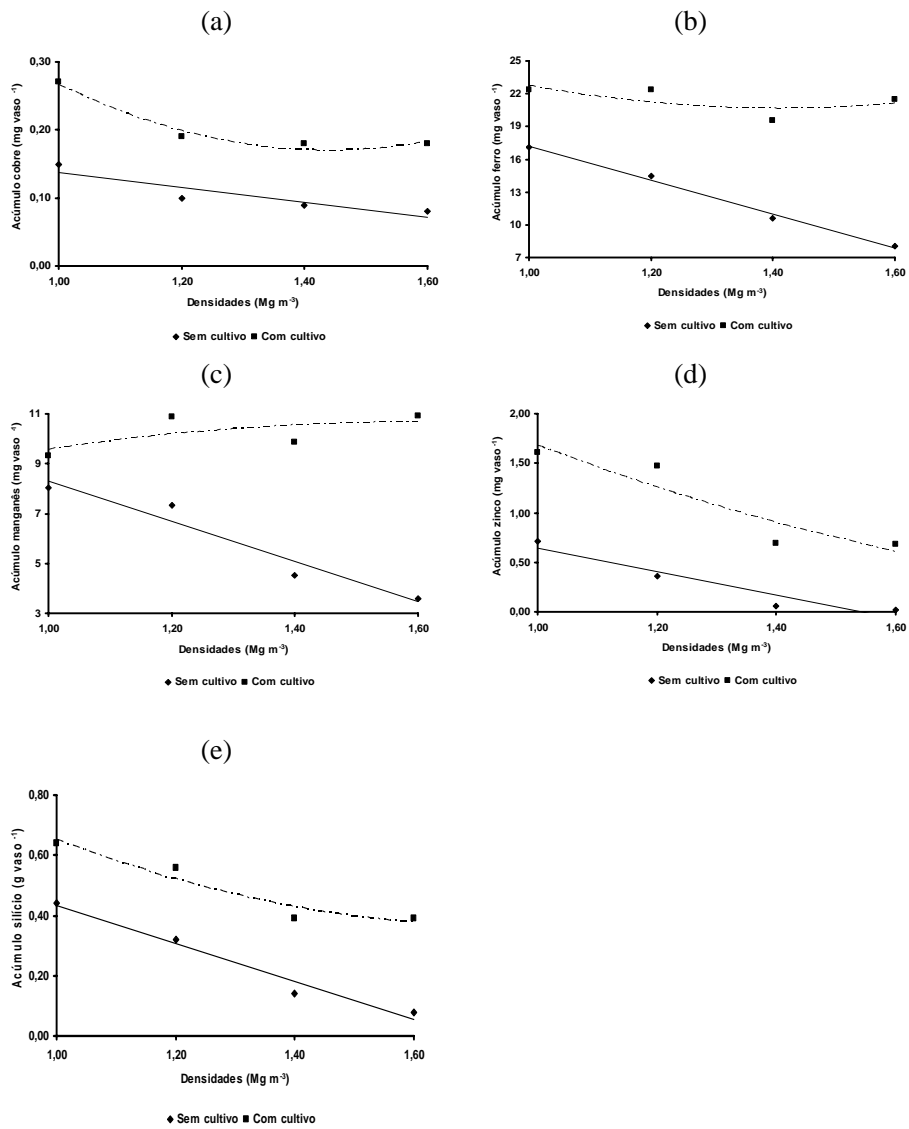 (a)
Acúmulo cobre (mg vaso -1)
0,30
0,20
0,10
0,00
1,00 1,20 1,40 1,60
Densidades (Mg m-3)
♦ Sem cultivo ■ Com cultivo
(b)
Acúmulo ferro (mg vaso -1)
25
22
19
16
13
10
7
1,00 1,20 1,40 1,60
Densidades (Mg m-3)
♦ Sem cultivo ■ Com cultivo
(c)
Acúmulo manganês (mg vaso -1)
11
9
7
5
3
1,00 1,20 1,40 1,60
Densidades (Mg m-3)
♦ Sem cultivo ■ Com cultivo
(d)
Acúmulo zinco (mg vaso -1)
2,00
1,50
1,00
0,50
0,00
1,00 1,20 1,40 1,60
Densidades (Mg m-3)
♦ Sem cultivo ■ Com cultivo
(e)
Acúmulo silício (g vaso -1)
0,80
0,60
0,40
0,20
0,00
1,00 1,20 1,40 1,60
Densidades (Mg m-3)
♦ Sem cultivo ■ Com cultivo